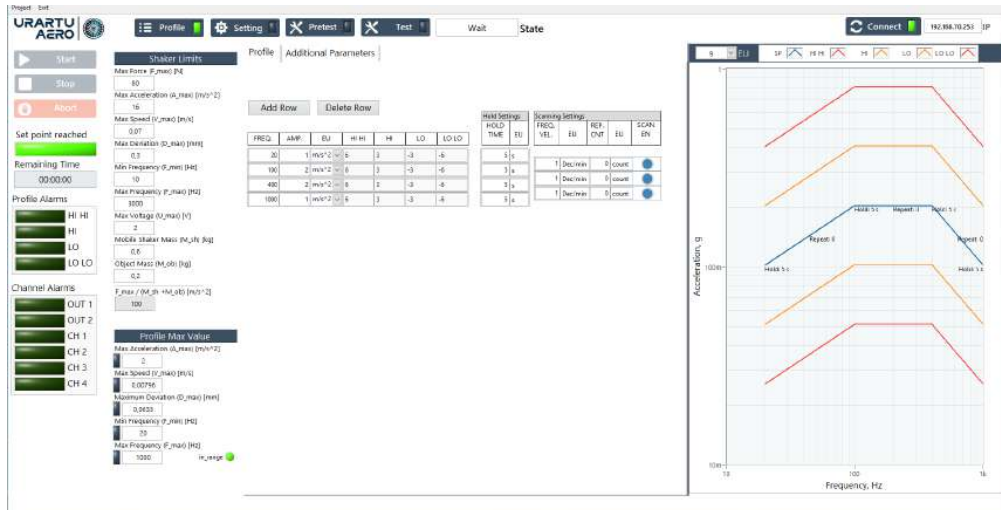 Project Exit
URARTU AERO
Profile
Setting
Pretest
Test
Wait
State
Connect
192.168.70.253
IP
Start
Stop
Abort
Set point reached
Remaining Time
00:00:00
Profile Alarms
HI HI
HI
LO
LO LO
Channel Alarms
OUT 1
OUT 2
CH 1
CH 2
CH 3
CH 4
Shaker Limits
Max Force (F_max) [N]
60
Max Acceleration (A_max) [m/s^2]
16
Max Speed (V_max) [m/s]
0,07
Max Deviation (D_max) [mm]
0,3
Min Frequency (F_min) [Hz]
10
Max Frequency (F_max) [Hz]
3000
Max Voltage (U_max) [V]
2
Mobile Shaker Mass (M_sh) [kg]
0,6
Object Mass (M_ob) [kg]
0,2
F_max / (M_sh +M_ob) [m/s^2]
100
Profile Max Value
Max Acceleration (A_max) [m/s^2]
2
Max Speed (V_max) [m/s]
0,00796
Maximum Deviation (D_max) [mm]
0,0633
Min Frequency (F_min) [Hz]
20
Max Frequency (F_max) [Hz]
1000
in_range
Profile
Additional Parameters
Add Row
Delete Row
Hold Settings
Scanning Settings
FREQ. AMP. EU HI HI HI LO LO LO
HOLD TIME EU
FREQ. VEL. EU REP. CNT EU SCAN EN
20 1 m/s^2 6 3 -3 -6 5 s
100 2 m/s^2 6 3 -3 -6 5 s
400 2 m/s^2 6 3 -3 -6 5 s
1000 1 m/s^2 6 3 -3 -6 5 s
1 Dec/min 0 count
1 Dec/min 0 count
1 Dec/min 0 count
g EU SP HI HI HI LO LO LO
1-
100m-
10m-
Acceleration, g
Hold: 5 s
Repeat: 0
Hold: 5 s
Repeat: 0
Hold: 5 s
Repeat: 0
Hold: 5 s
10
100
1k
Frequency, Hz